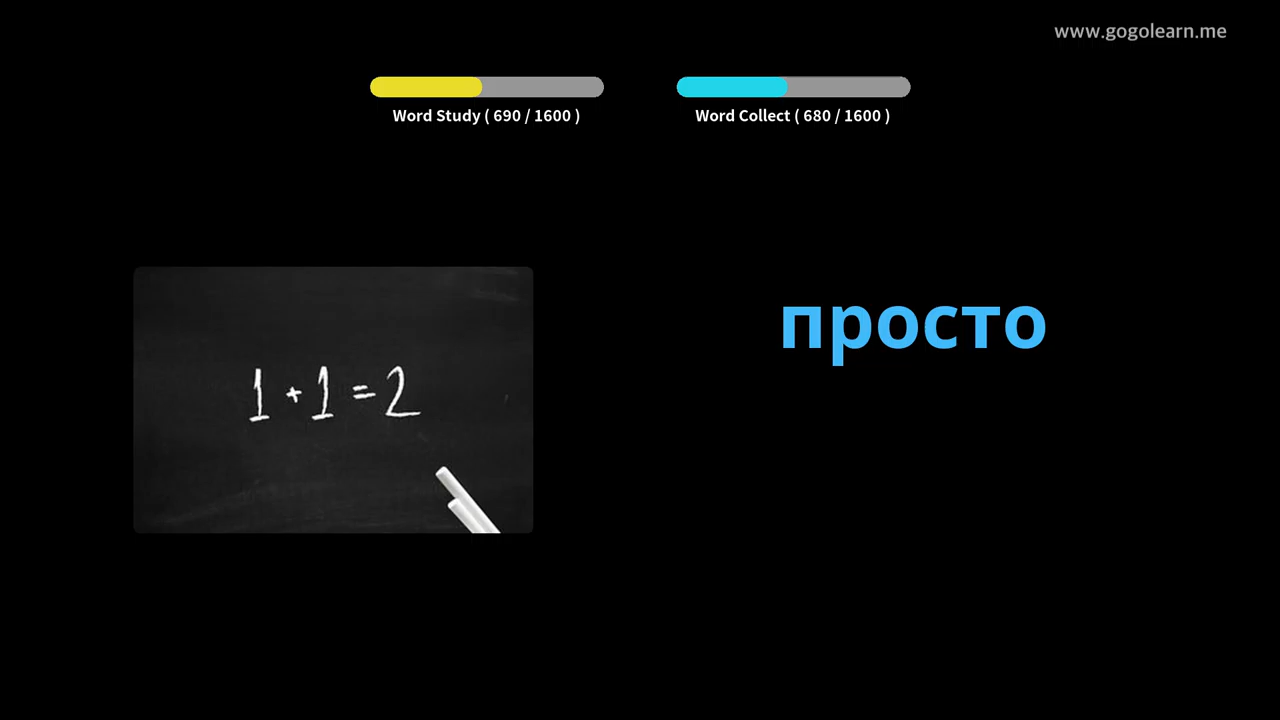 www.gogolearn.me
Word Study ( 690 / 1600 )
Word Collect ( 680 / 1600 )
просто
1 + 1 = 2